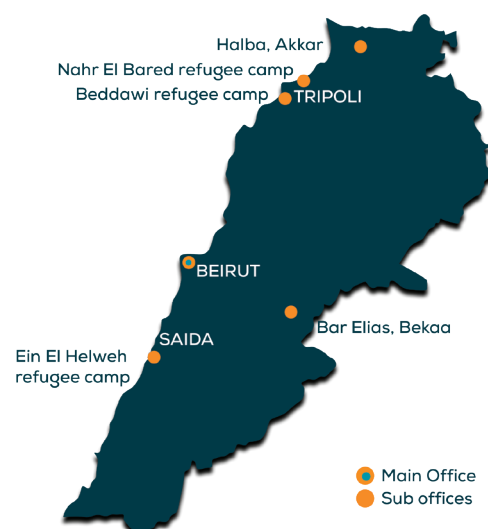 Halba, Akkar
Nahr El Bared refugee camp
Beddawi refugee camp
TRIPOLI
BEIRUT
Bar Elias, Bekaa
SAIDA
Ein El Helweh
refugee camp
Main Office
Sub offices